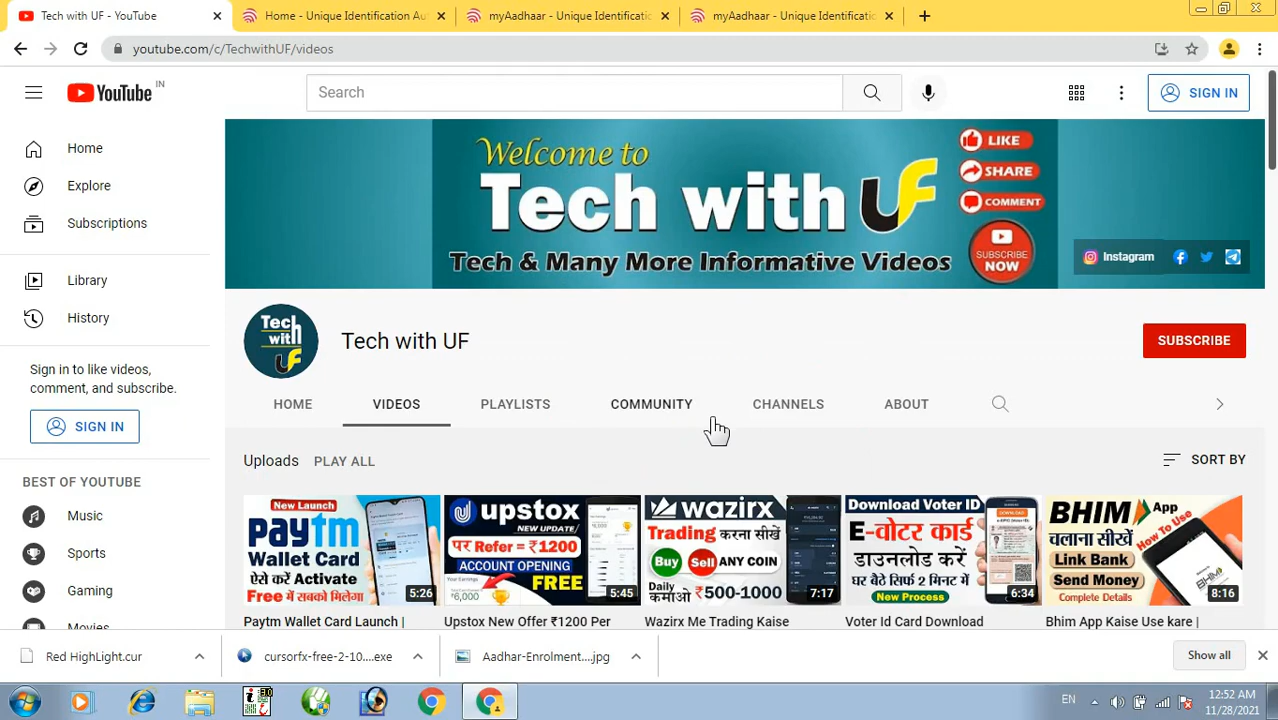 Tech with UF - YouTube
Home - Unique Identification Au
myAadhaar - Unique Identificatio
myAadhaar - Unique Identificatio
youtube.com/c/TechwithUF/videos
YouTube IN
Search
SIGN IN
Home
Explore
Subscriptions
Library
History
Sign in to like videos,
comment, and subscribe.
SIGN IN
BEST OF YOUTUBE
Music
Sports
Gaming
Movies
Welcome to
Tech with UF
Tech & Many More Informative Videos
LIKE
SHARE
COMMENT
SUBSCRIBE
NOW
Instagram
Tech
with
UF
Tech with UF
SUBSCRIBE
HOME
VIDEOS
PLAYLISTS
COMMUNITY
CHANNELS
ABOUT
Uploads
PLAY ALL
SORT BY
New Launch
paytm
Wallet Card
ऐसे करें Activate
Free में सबको मिलेगा
5:26
upstox
NEW UPDATE/
पर Refer = ₹1200
ACCOUNT OPENING
FREE
₹6,000
5:45
wazirx
Trading करना सीखें
Buy Sell ANY COIN
Daily
कमाओ ₹500-1000
7:17
Download Voter ID
E-वोटर कार्ड
डाउनलोड करें
घर बैठे सिर्फ 2 मिनट में
New Process
6:34
BHIM App
चलाना सीखें
How To Use
Link Bank
Send Money
Complete Details
8:16
Paytm Wallet Card Launch |
Upstox New Offer ₹1200 Per
Wazirx Me Trading Kaise
Voter Id Card Download
Bhim App Kaise Use kare |
Red HighLight.cur
cursorfx-free-2-10....exe
Aadhar-Enrolment....jpg
Show all
EN
12:52 AM
11/28/2021